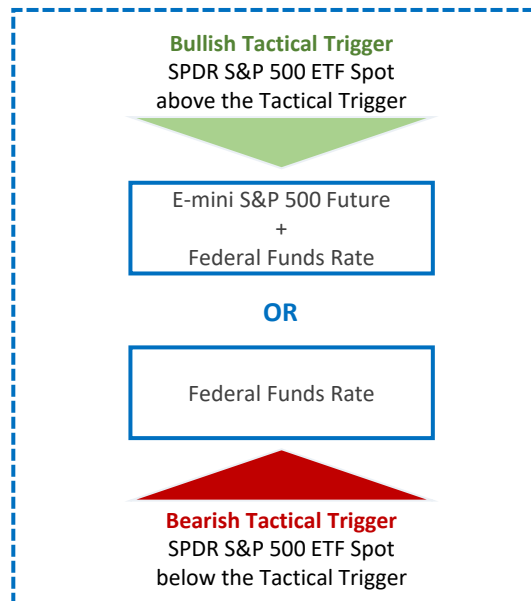 Bullish Tactical Trigger
SPDR S&P 500 ETF Spot
above the Tactical Trigger
E-mini S&P 500 Future
+
Federal Funds Rate
OR
Federal Funds Rate
Bearish Tactical Trigger
SPDR S&P 500 ETF Spot
below the Tactical Trigger